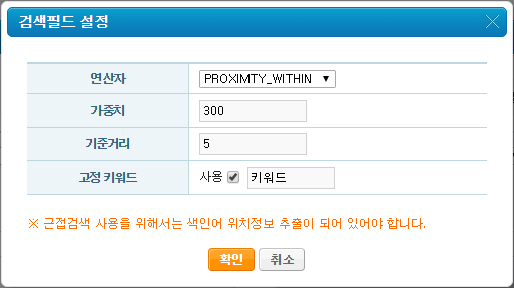 검색필드 설정
연산자 PROXIMITY_WITHIN
가중치 300
기준거리 5
고정 키워드 사용 키워드
※ 근접검색 사용을 위해서는 색인어 위치정보 추출이 되어 있어야 합니다.
확인 취소